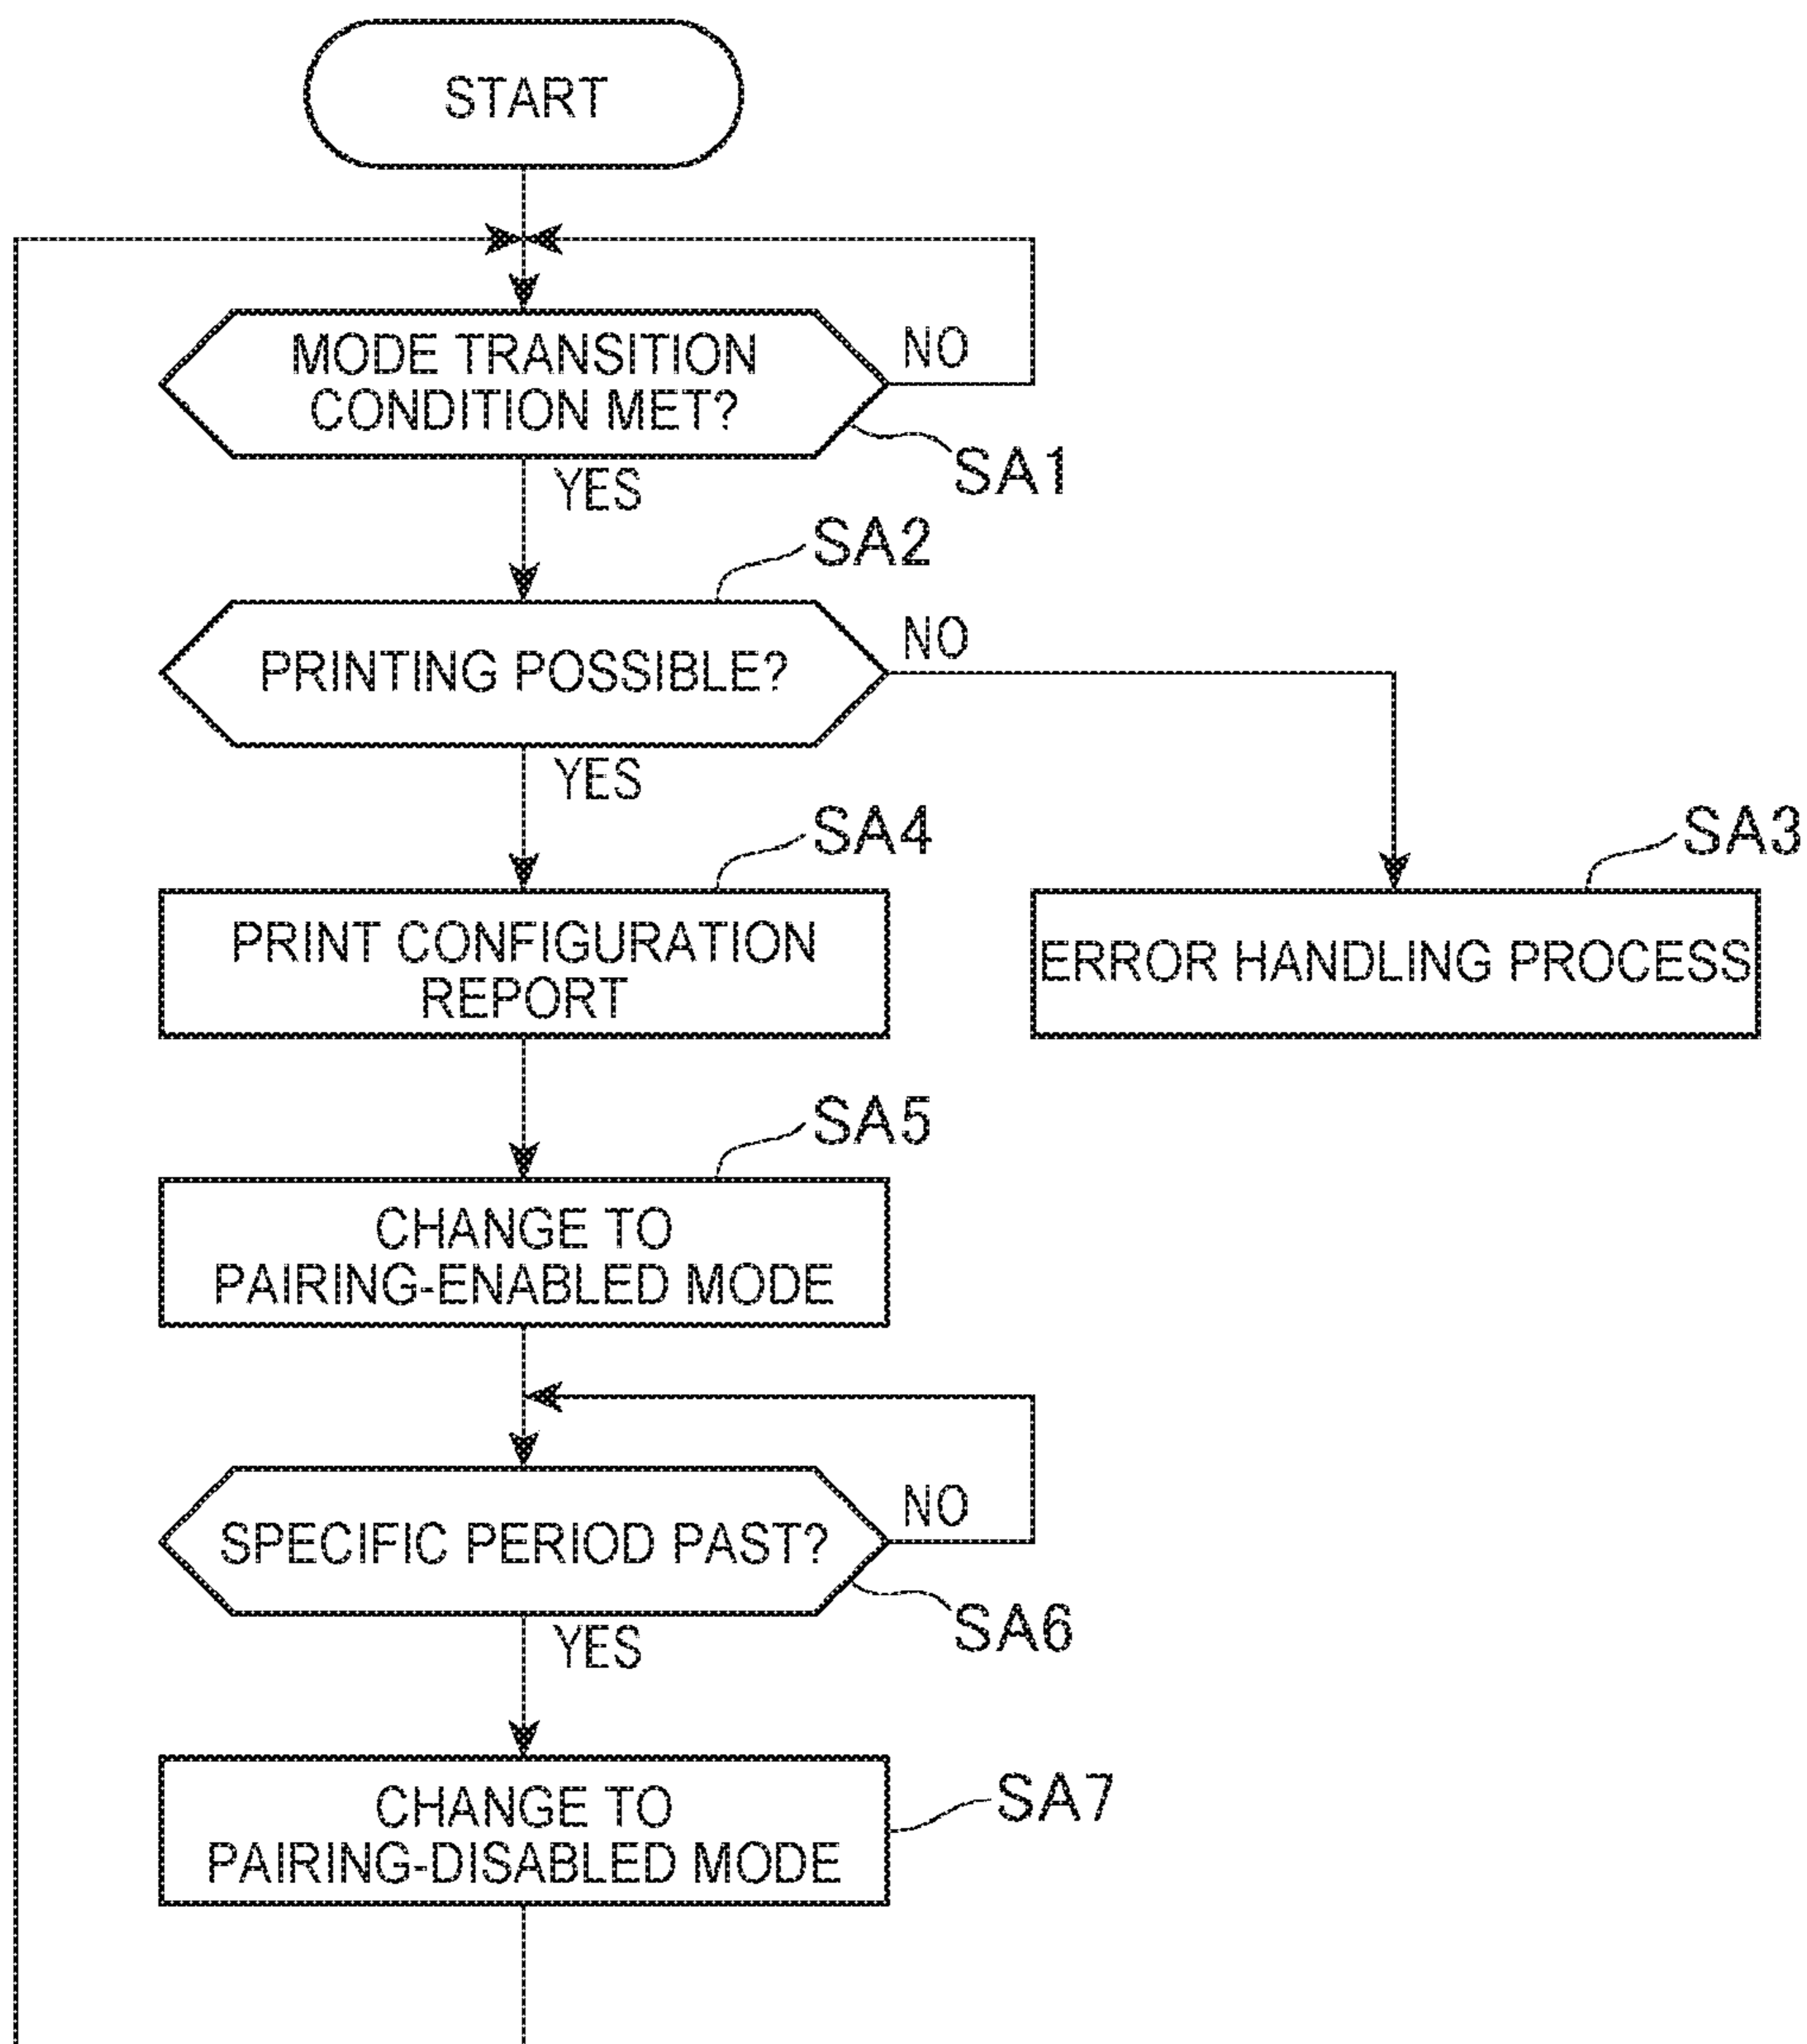 START
MODE TRANSITION
CONDITION MET?
NO
SA1
YES
SA2
PRINTING POSSIBLE?
NO
YES
SA4
SA3
PRINT CONFIGURATION
REPORT
ERROR HANDLING PROCESS
SA5
CHANGE TO
PAIRING-ENABLED MODE
SPECIFIC PERIOD PAST?
NO
SA6
YES
CHANGE TO
PAIRING-DISABLED MODE
SA7